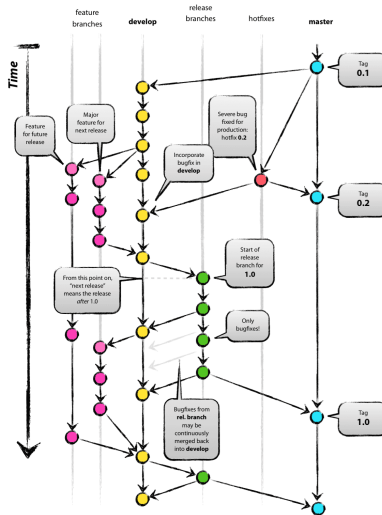 feature
branches
develop
release
branches
hotfixes
master
Time
Tag
0.1
Major
feature for
next release
Feature
for future
release
Severe bug
fixed for
production:
hotfix 0.2
Incorporate
bugfix in
develop
Tag
0.2
Start of
release
branch for
1.0
From this point on,
"next release"
means the release
after 1.0
Only
bugfixes!
Bugfixes from
rel. branch
may be
continuously
merged back
into develop
Tag
1.0